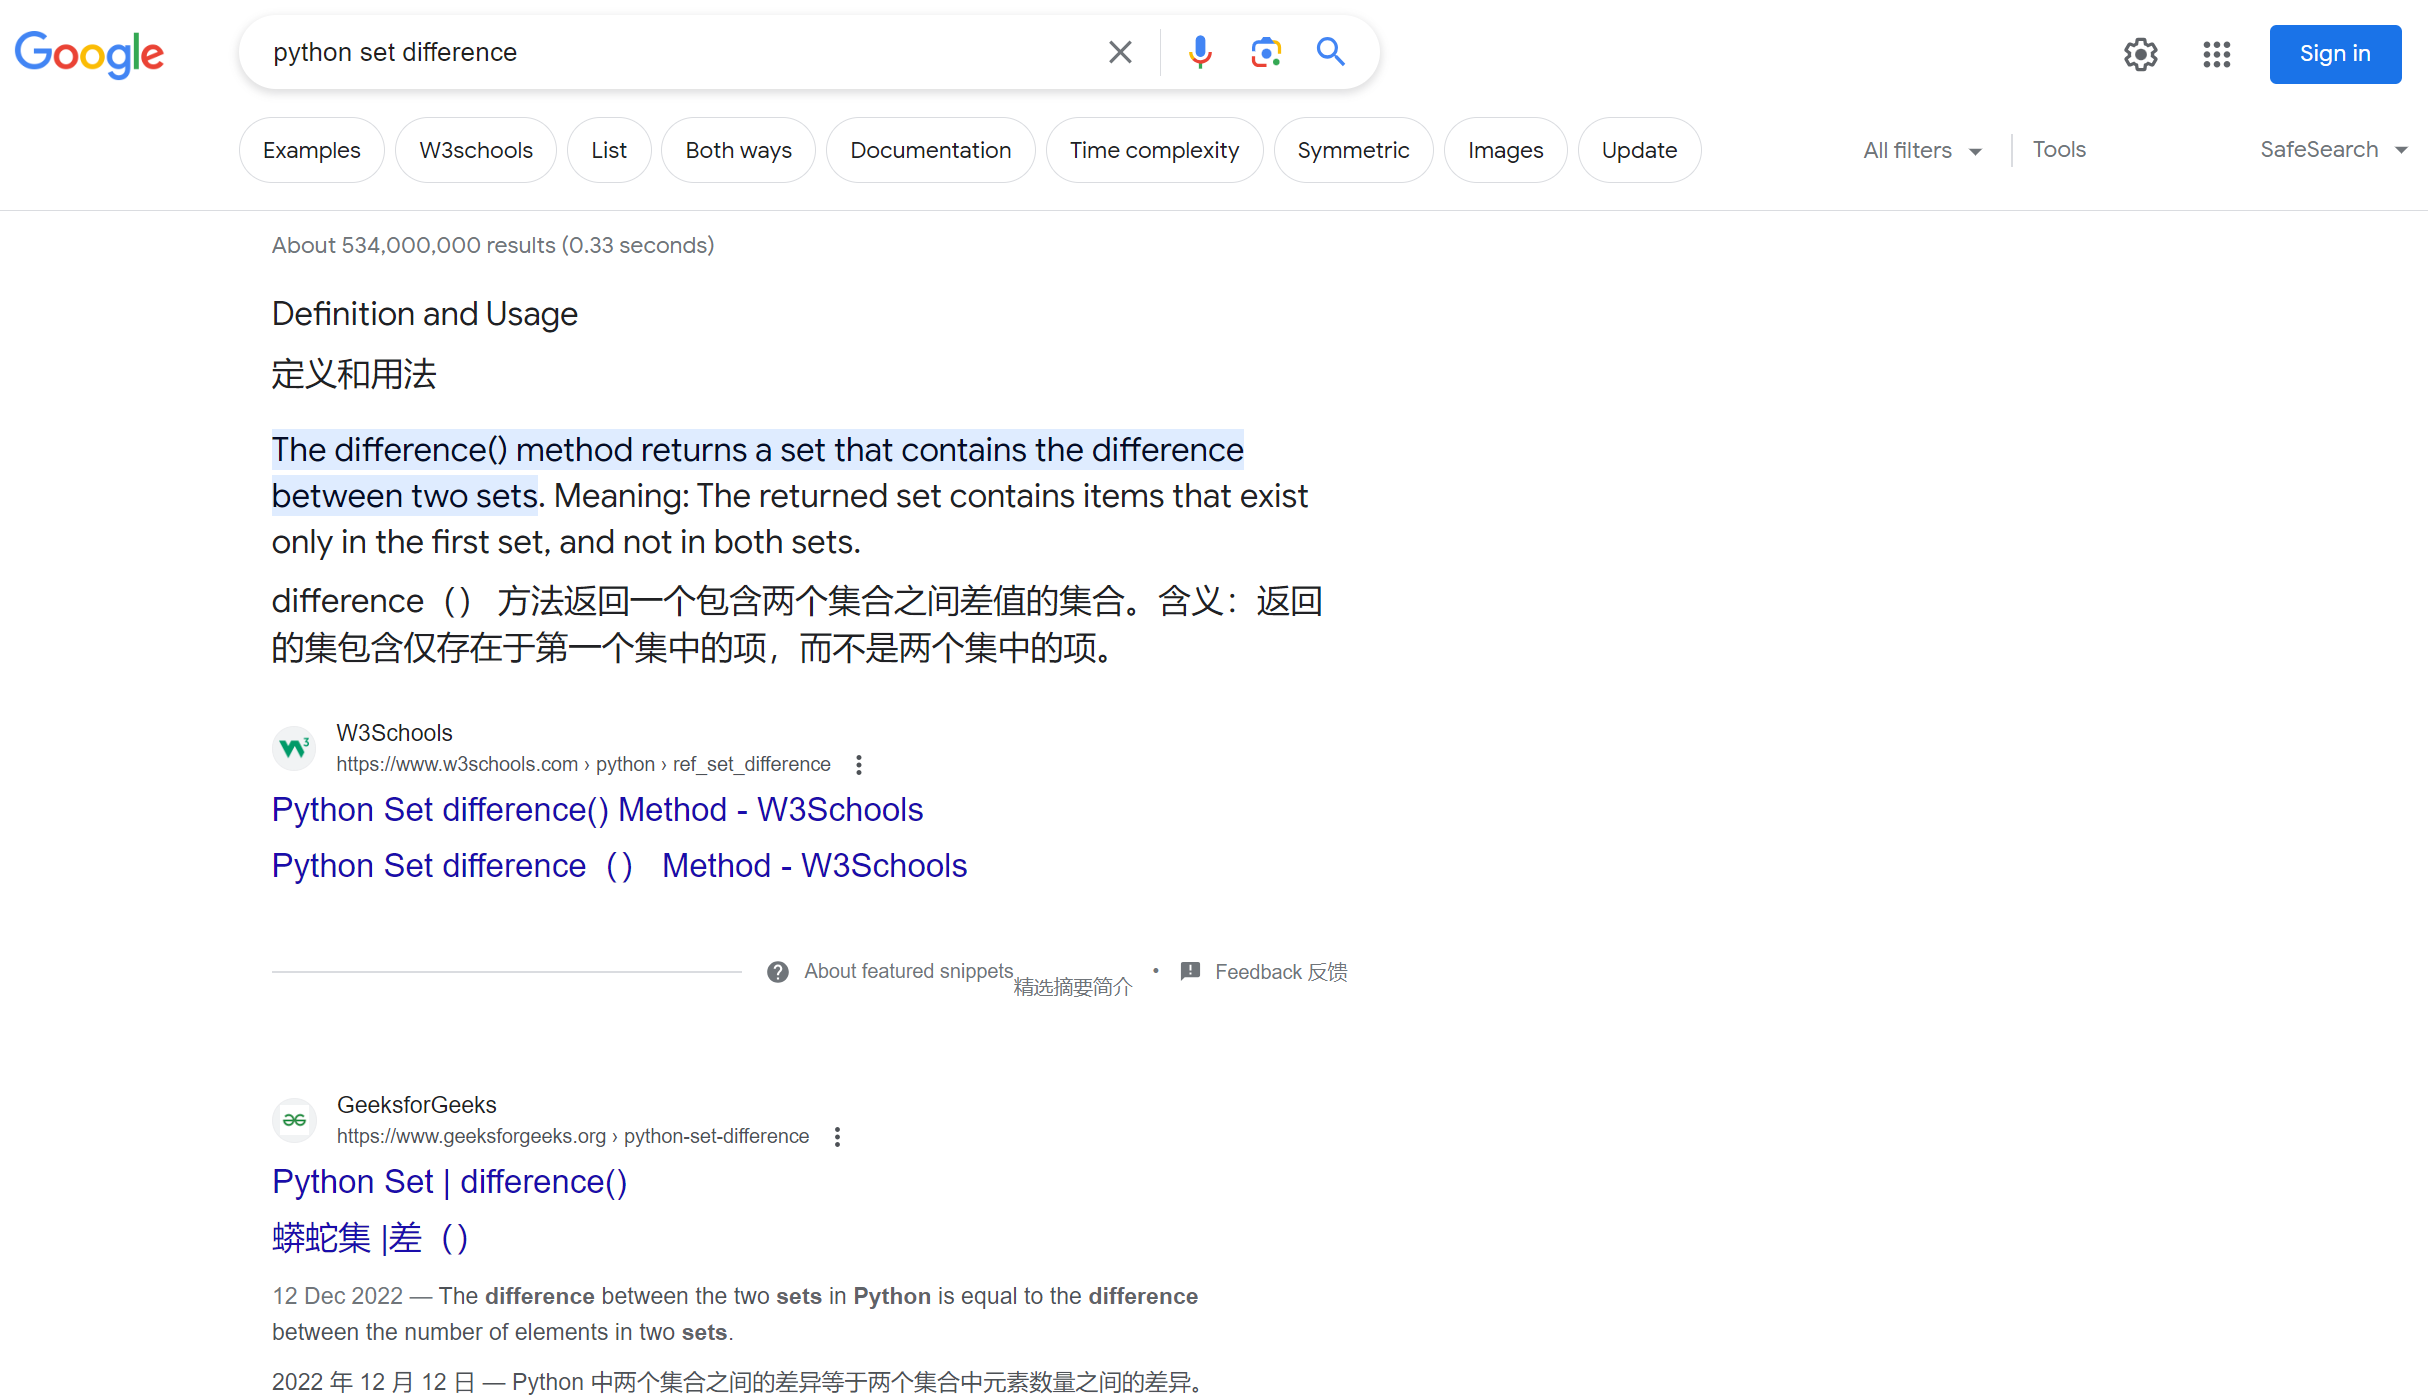 Google
python set difference
Sign in
Examples
W3schools
List
Both ways
Documentation
Time complexity
Symmetric
Images
Update
All filters
Tools
SafeSearch
About 534,000,000 results (0.33 seconds)
Definition and Usage
定义和用法
The difference() method returns a set that contains the difference
between two sets. Meaning: The returned set contains items that exist
only in the first set, and not in both sets.
difference（） 方法返回一个包含两个集合之间差值的集合。含义：返回
的集包含仅存在于第一个集中的项，而不是两个集中的项。
W3Schools
https://www.w3schools.com › python › ref_set_difference
Python Set difference() Method - W3Schools
Python Set difference（） Method - W3Schools
About featured snippets
精选摘要简介
•
Feedback 反馈
GeeksforGeeks
https://www.geeksforgeeks.org › python-set-difference
Python Set | difference()
蟒蛇集 |差（）
12 Dec 2022 — The difference between the two sets in Python is equal to the difference
between the number of elements in two sets.
2022 年 12 月 12 日 — Python 中两个集合之间的差异等于两个集合中元素数量之间的差异。